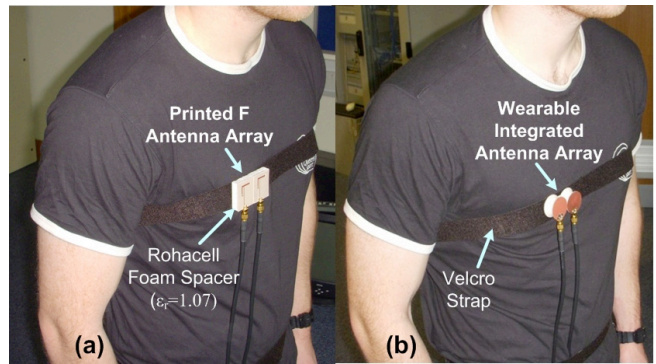 Printed F
Antenna Array
Rohacell
Foam Spacer
(εr=1.07)
(a)
Wearable
Integrated
Antenna Array
Velcro
Strap
(b)